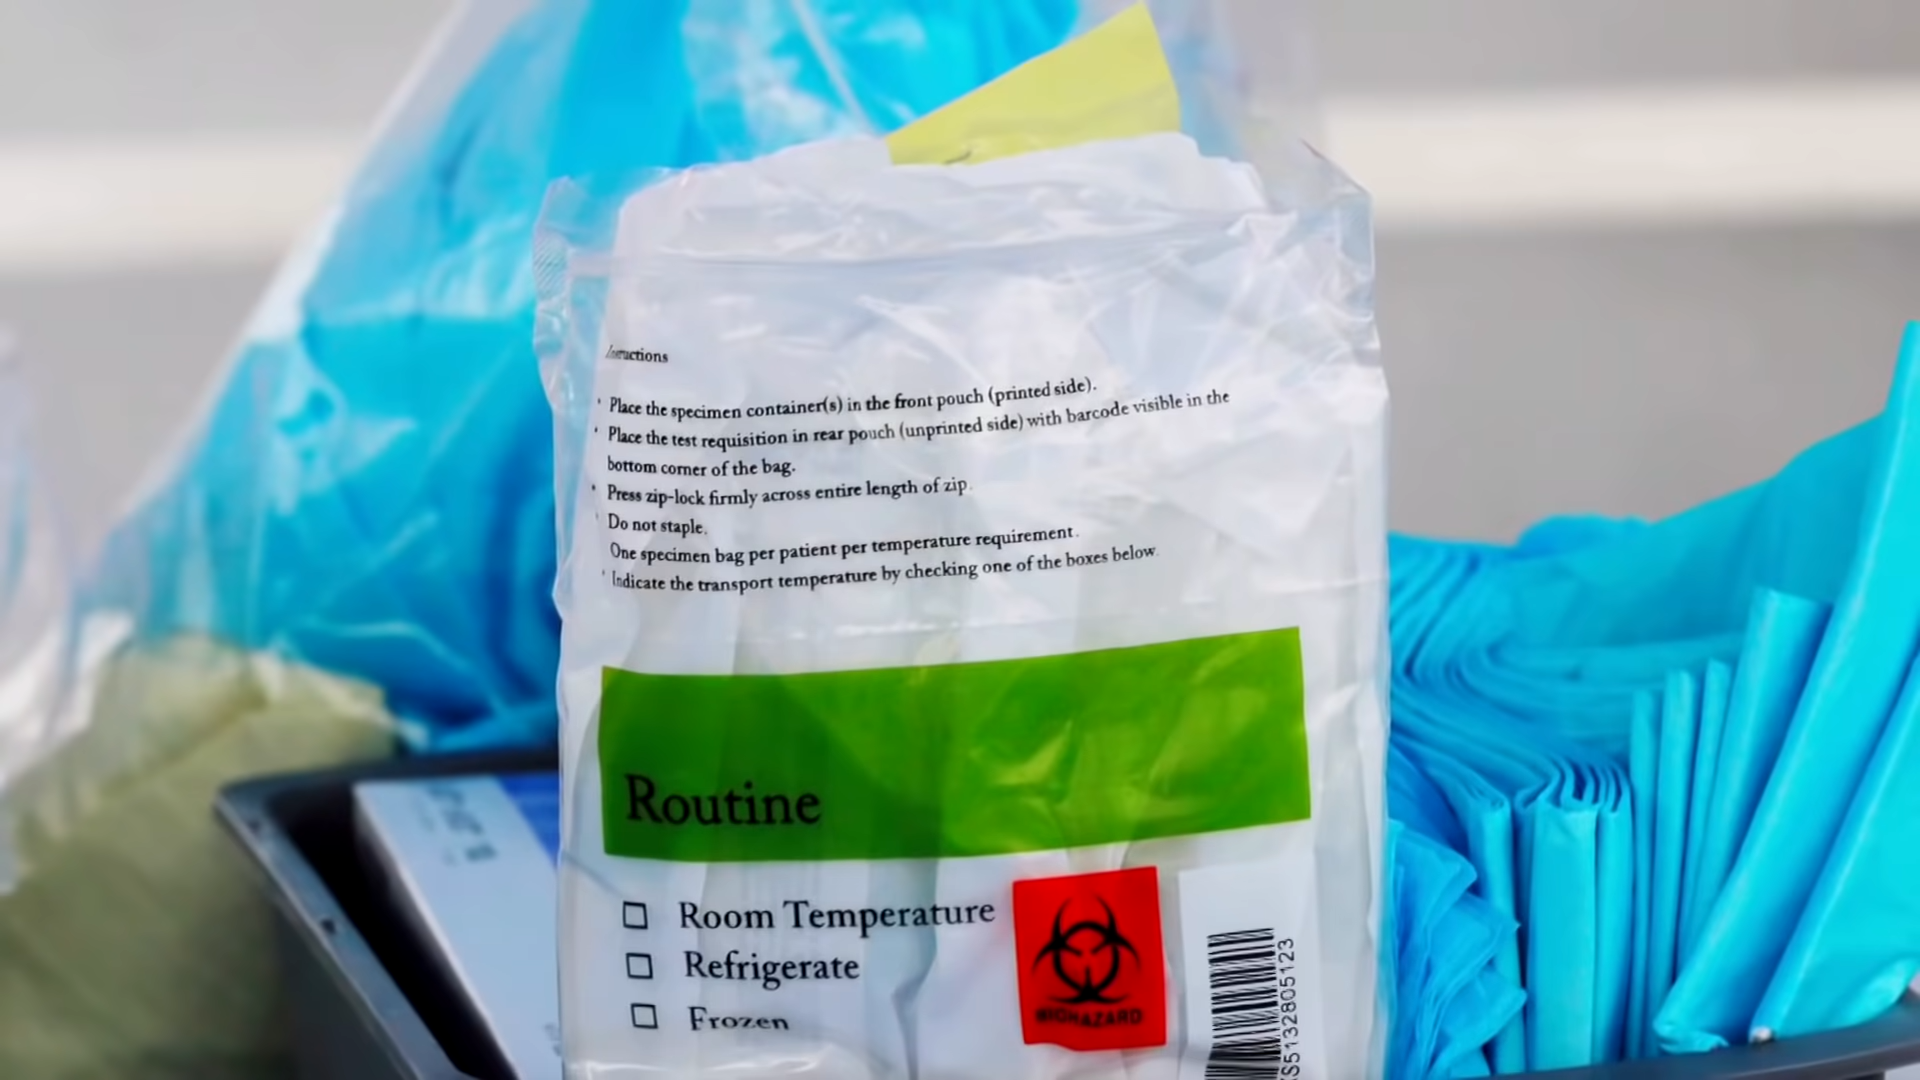 Instructions
Place the specimen container(s) in the front pouch (printed side).
Place the test requisition in rear pouch (unprinted side) with barcode visible in the
bottom corner of the bag.
Press zip-lock firmly across entire length of zip.
Do not staple.
One specimen bag per patient per temperature requirement.
Indicate the transport temperature by checking one of the boxes below.
Routine
Room Temperature
Refrigerate
Frozen
BIOHAZARD
S5132805123